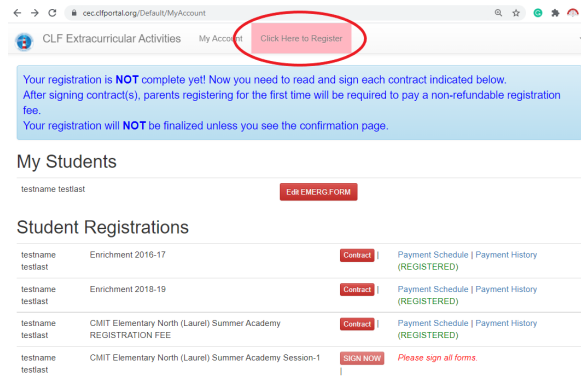 cec.clfportal.org/Default/MyAccount
CLF Extracurricular Activities My Account Click Here to Register
Your registration is NOT complete yet! Now you need to read and sign each contract indicated below.
After signing contract(s), parents registering for the first time will be required to pay a non-refundable registration
fee.
Your registration will NOT be finalized unless you see the confirmation page.
My Students
testname testlast Edit EMERG.FORM
Student Registrations
testname Enrichment 2016-17 Contract | Payment Schedule | Payment History
testlast (REGISTERED)
testname Enrichment 2018-19 Contract | Payment Schedule | Payment History
testlast (REGISTERED)
testname CMIT Elementary North (Laurel) Summer Academy Contract | Payment Schedule | Payment History
testlast REGISTRATION FEE (REGISTERED)
testname CMIT Elementary North (Laurel) Summer Academy Session-1 SIGN NOW Please sign all forms.
testlast |